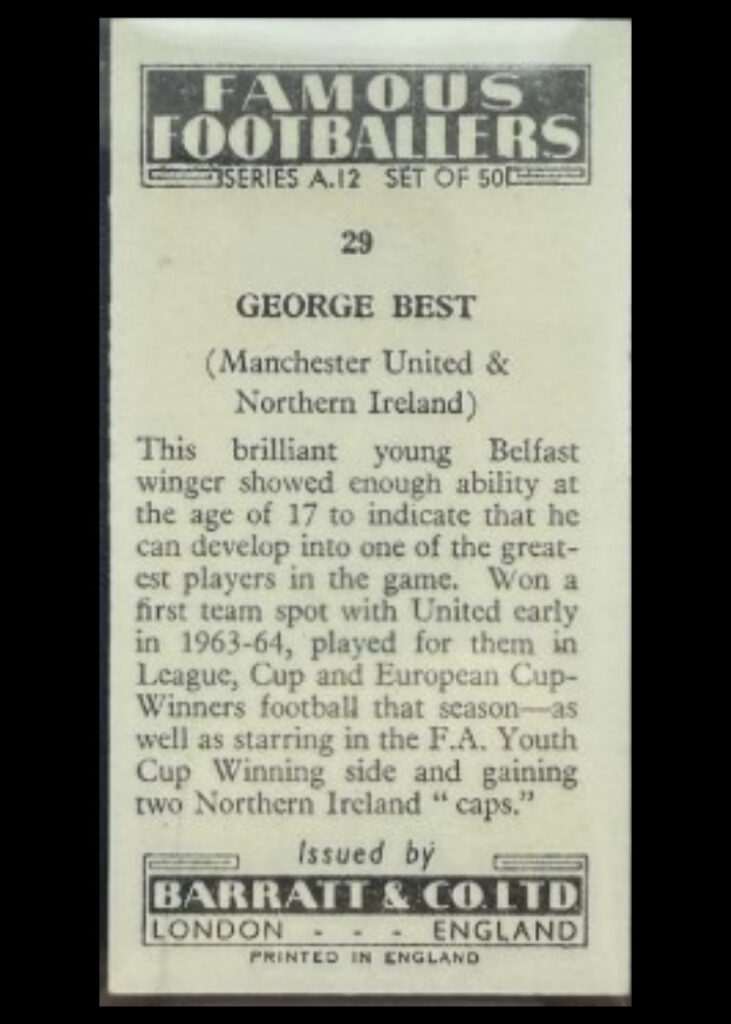 FAMOUS
FOOTBALLERS
SERIES A.12 SET OF 50
29
GEORGE BEST
(Manchester United &
Northern Ireland)
This brilliant young Belfast
winger showed enough ability at
the age of 17 to indicate that he
can develop into one of the great-
est players in the game. Won a
first team spot with United early
in 1963-64, played for them in
League, Cup and European Cup-
Winners football that season—as
well as starring in the F.A. Youth
Cup Winning side and gaining
two Northern Ireland “caps.”
Issued by
BARRATT & CO. LTD
LONDON - - - ENGLAND
PRINTED IN ENGLAND